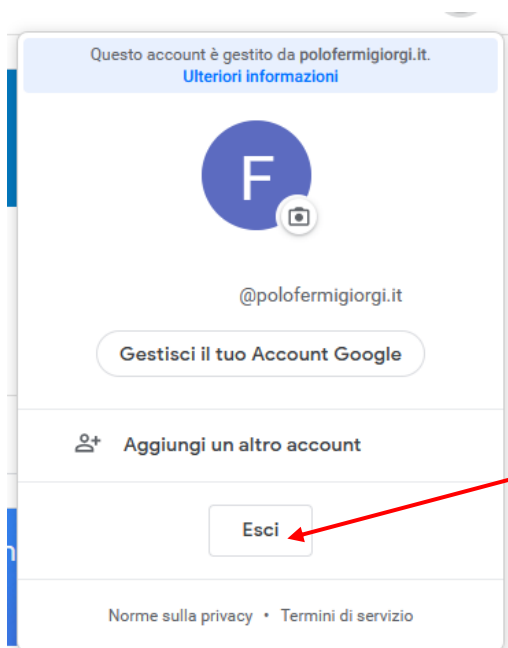 Questo account è gestito da polofermigiorgi.it.
Ulteriori informazioni
F
@polofermigiorgi.it
Gestisci il tuo Account Google
Aggiungi un altro account
Esci
n
Norme sulla privacy • Termini di servizio